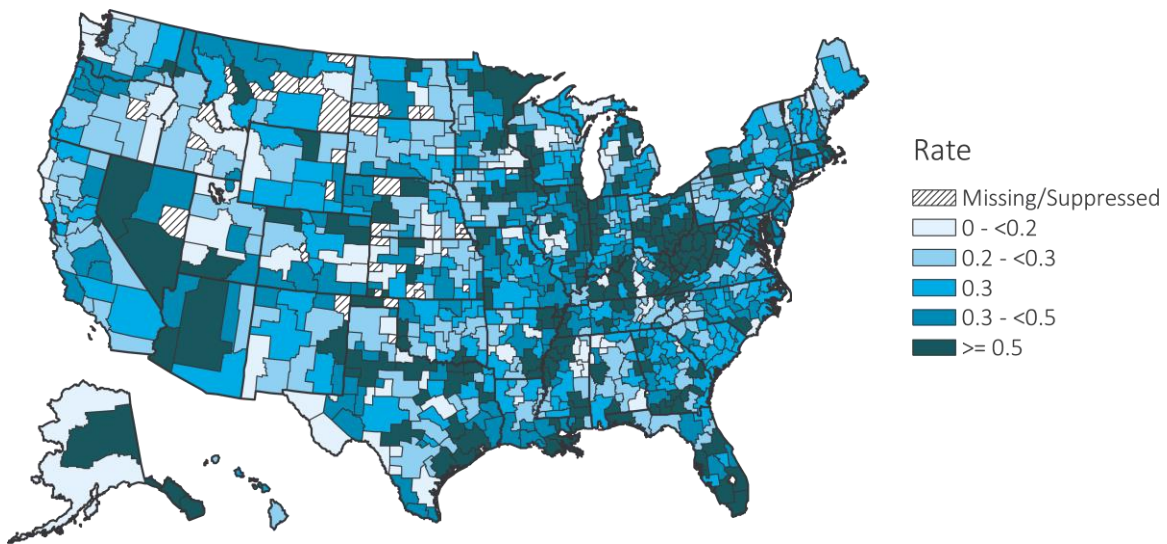 Rate
Missing/Suppressed
0 - <0.2
0.2 - <0.3
0.3
0.3 - <0.5
>= 0.5